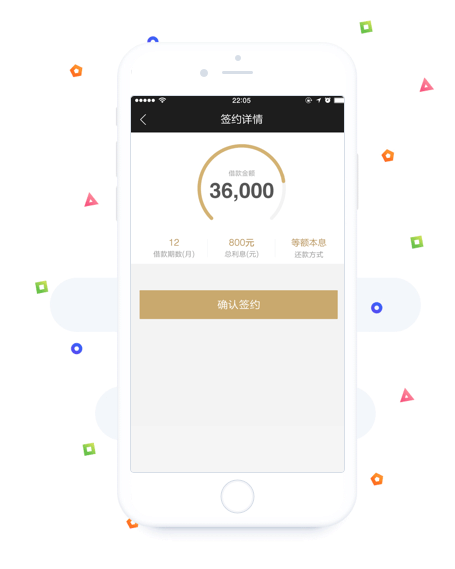 22:05
签约详情
借款金额
36,000
12
800元
等额本息
借款期数(月)
总利息(元)
还款方式
确认签约